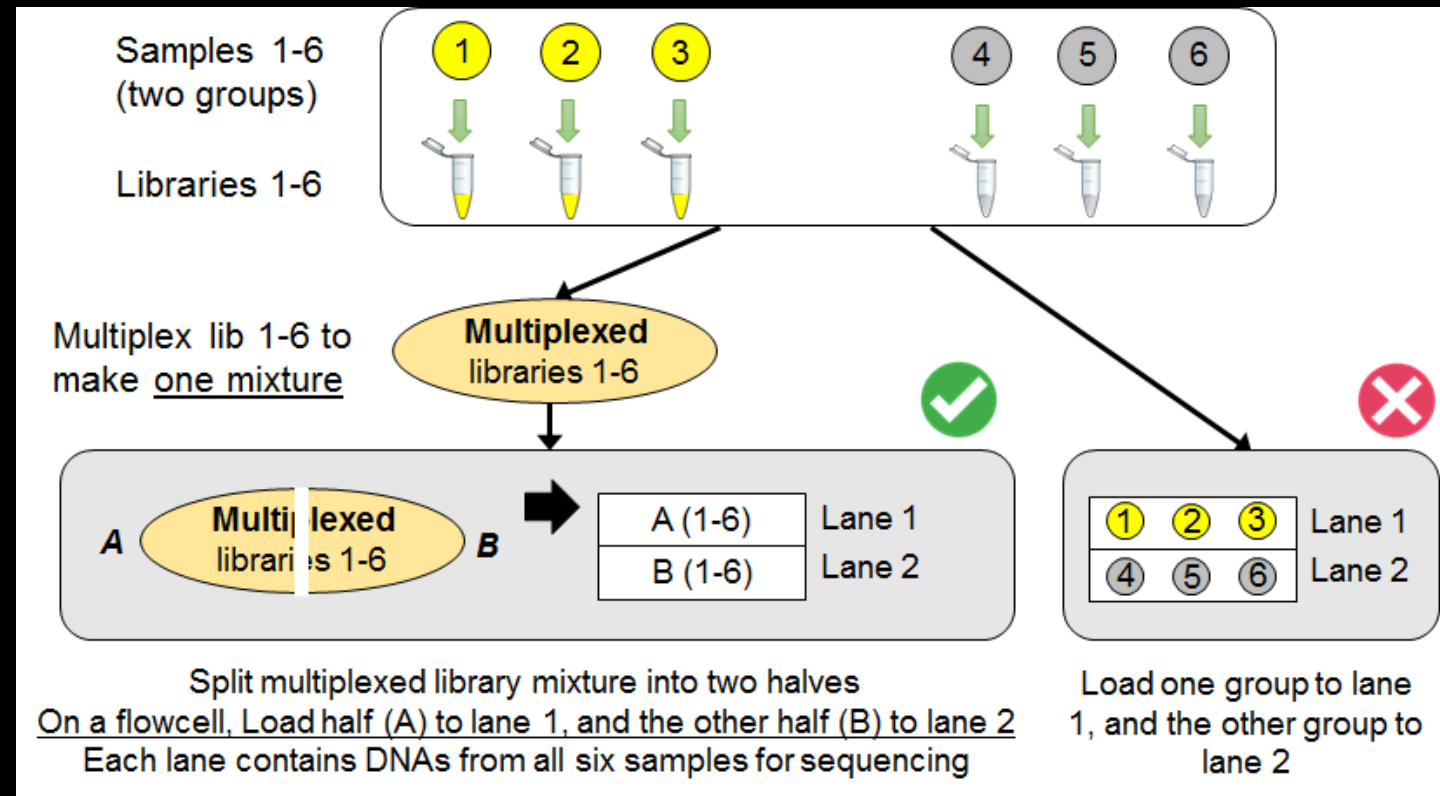 Samples 1-6
(two groups)
1 2 3 4 5 6
Libraries 1-6
Multiplex lib 1-6 to
make one mixture
Multiplexed
libraries 1-6
A
Multiplexed
libraries 1-6
B
A (1-6) Lane 1
B (1-6) Lane 2
1 2 3 Lane 1
4 5 6 Lane 2
Split multiplexed library mixture into two halves
On a flowcell, Load half (A) to lane 1, and the other half (B) to lane 2
Each lane contains DNAs from all six samples for sequencing
Load one group to lane
1, and the other group to
lane 2